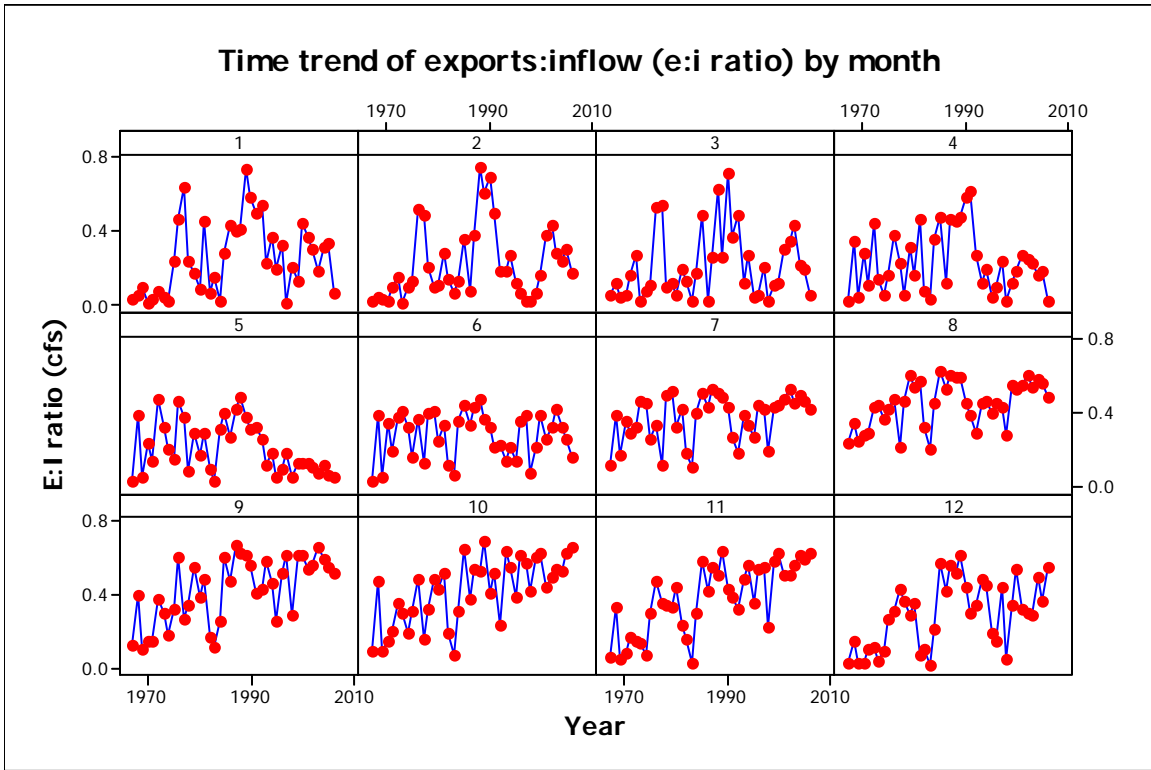 Time trend of exports:inflow (e:i ratio) by month
1970 1990 2010 1970 1990 2010
1 2 3 4
0.8
0.4
0.0
5 6 7 8
0.8
0.4
0.0
9 10 11 12
0.8
0.4
0.0
1970 1990 2010 1970 1990 2010
E:I ratio (cfs)
Year